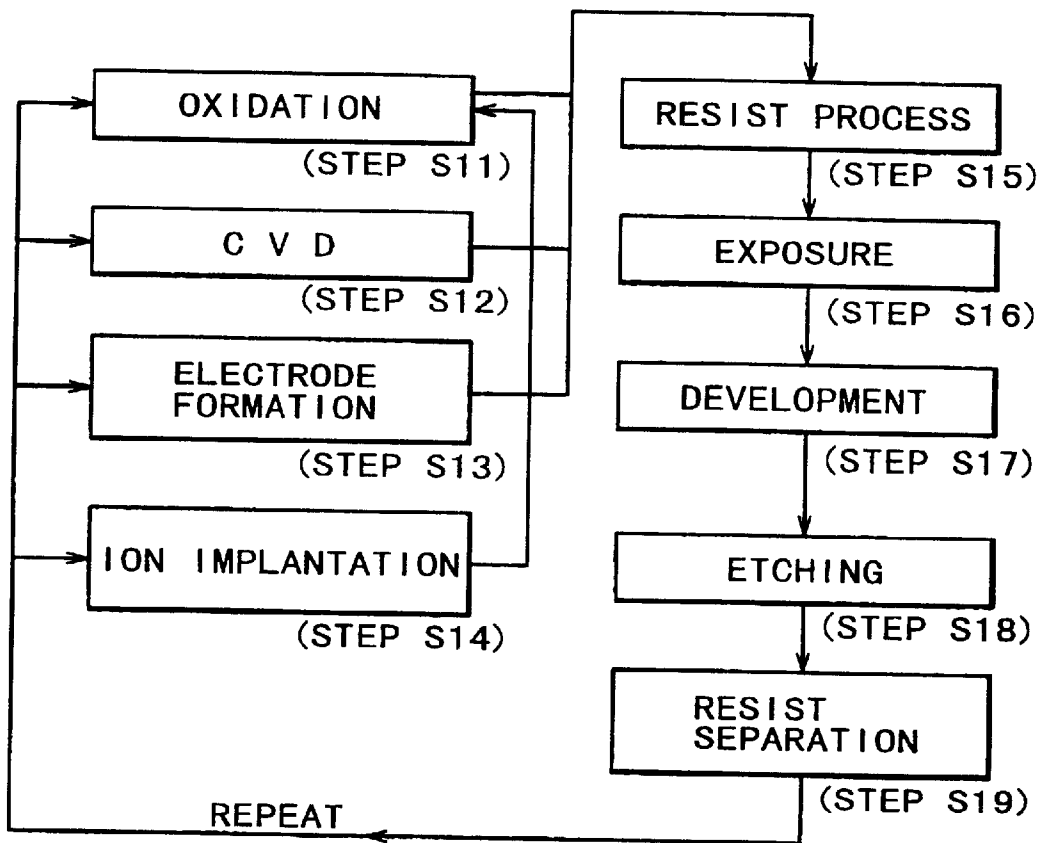 OXIDATION
(STEP S11)
CVD
(STEP S12)
ELECTRODE
FORMATION
(STEP S13)
ION IMPLANTATION
(STEP S14)
RESIST PROCESS
(STEP S15)
EXPOSURE
(STEP S16)
DEVELOPMENT
(STEP S17)
ETCHING
(STEP S18)
RESIST
SEPARATION
(STEP S19)
REPEAT